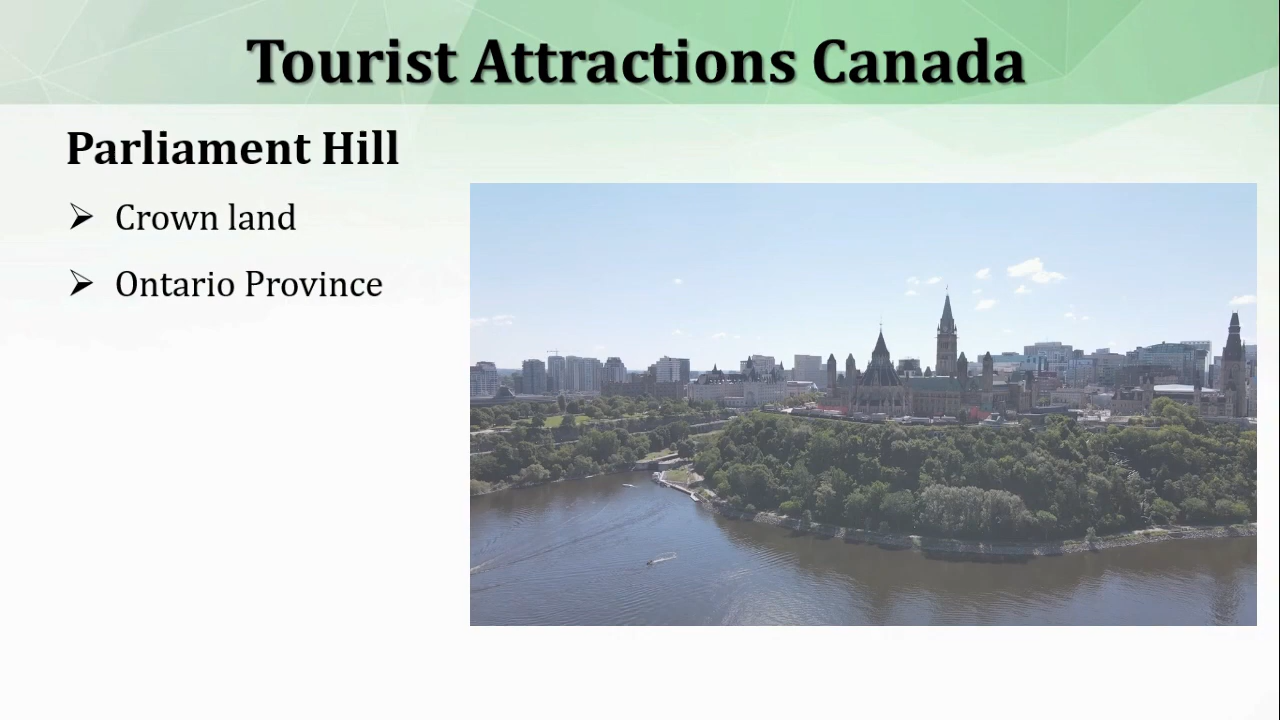 Tourist Attractions Canada
Parliament Hill
➢ Crown land
➢ Ontario Province